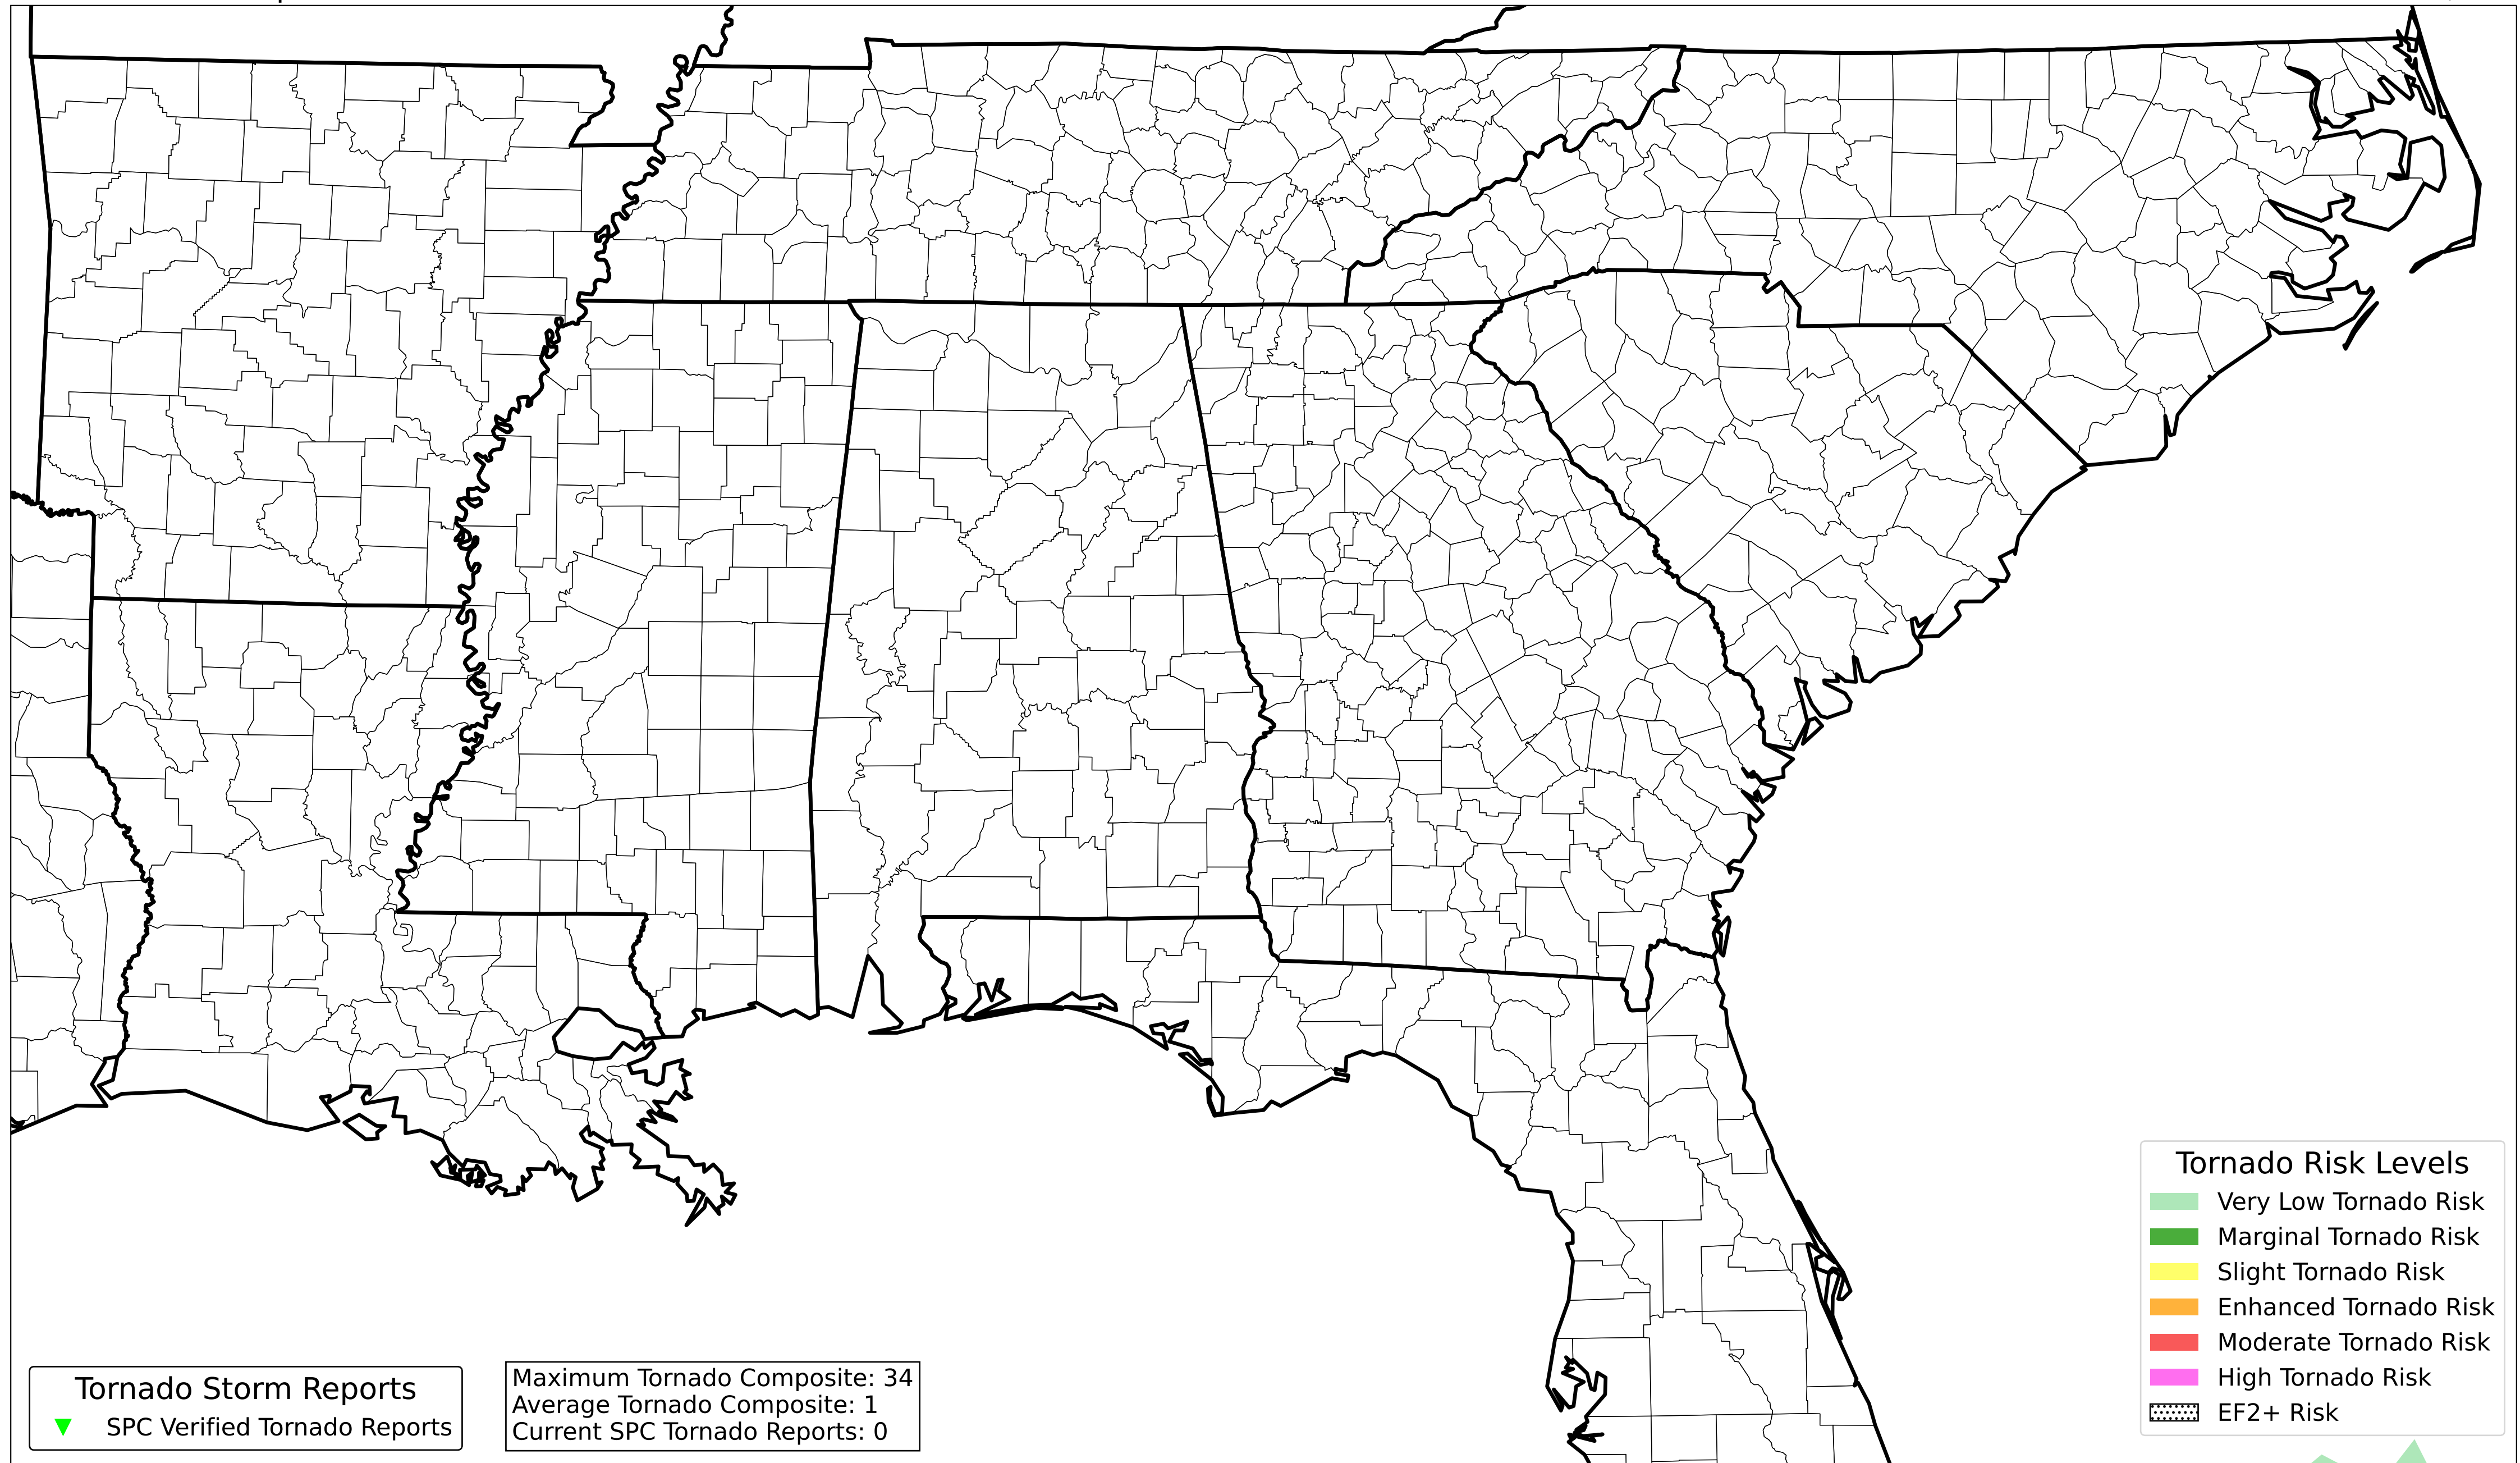 Tornado Risk Levels
Very Low Tornado Risk
Marginal Tornado Risk
Slight Tornado Risk
Enhanced Tornado Risk
Moderate Tornado Risk
High Tornado Risk
EF2+ Risk
Tornado Storm Reports
SPC Verified Tornado Reports
Maximum Tornado Composite: 34
Average Tornado Composite: 1
Current SPC Tornado Reports: 0